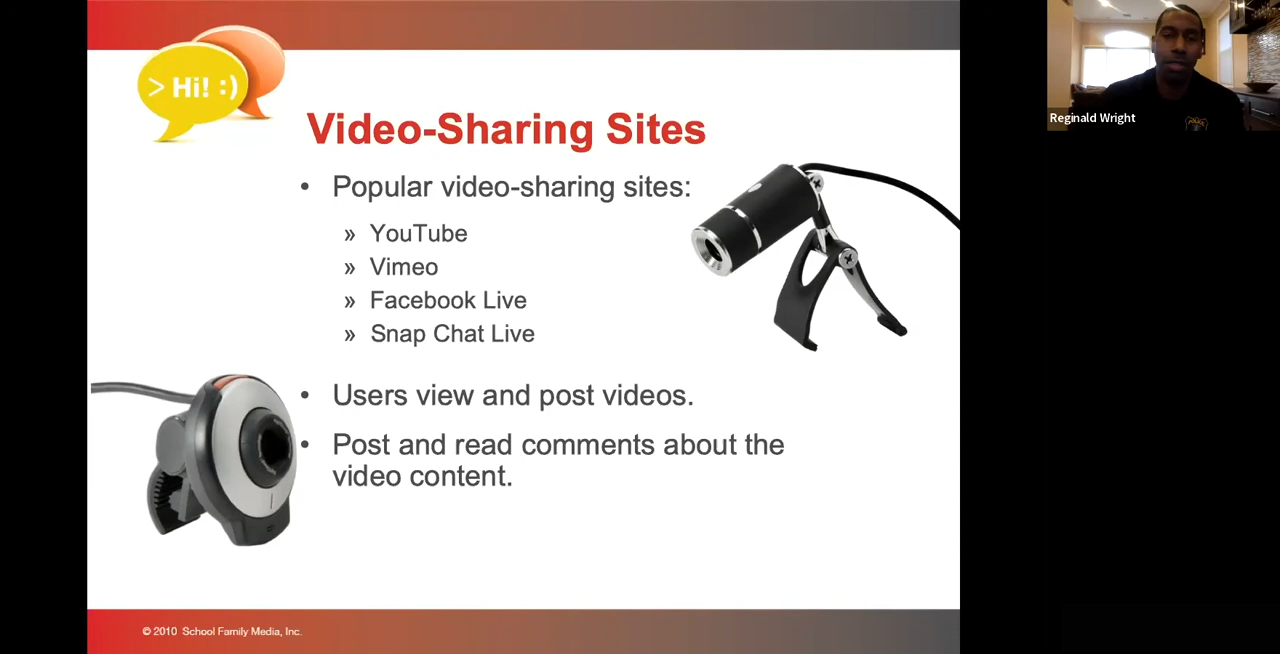 > Hi! :)
Video-Sharing Sites
• Popular video-sharing sites:
» YouTube
» Vimeo
» Facebook Live
» Snap Chat Live
• Users view and post videos.
• Post and read comments about the
video content.
© 2010 School Family Media, Inc.
Reginald Wright
POLICE